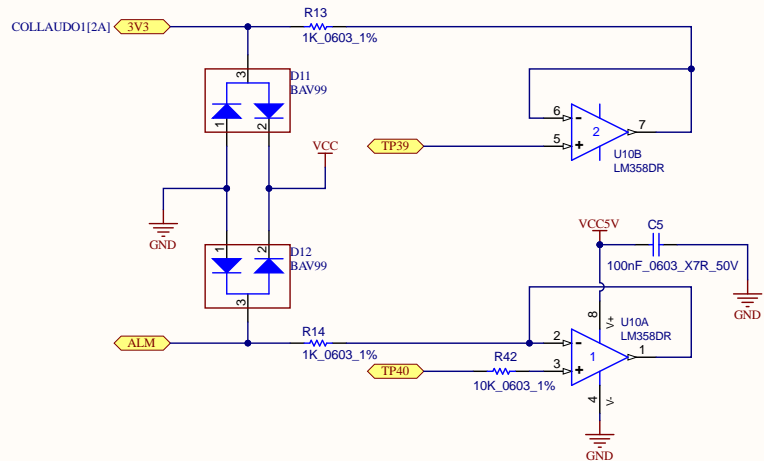 COLLAUDO1[2A]
3V3
R13
1K_0603_1%
3
D11
BAV99
1
2
VCC
GND
TP39
6
5
-
+
2
7
U10B
LM358DR
1
2
D12
BAV99
3
VCC5V
C5
100nF_0603_X7R_50V
GND
ALM
R14
1K_0603_1%
TP40
R42
10K_0603_1%
8
V+
U10A
LM358DR
2
3
-
+
1
1
4
V-
GND